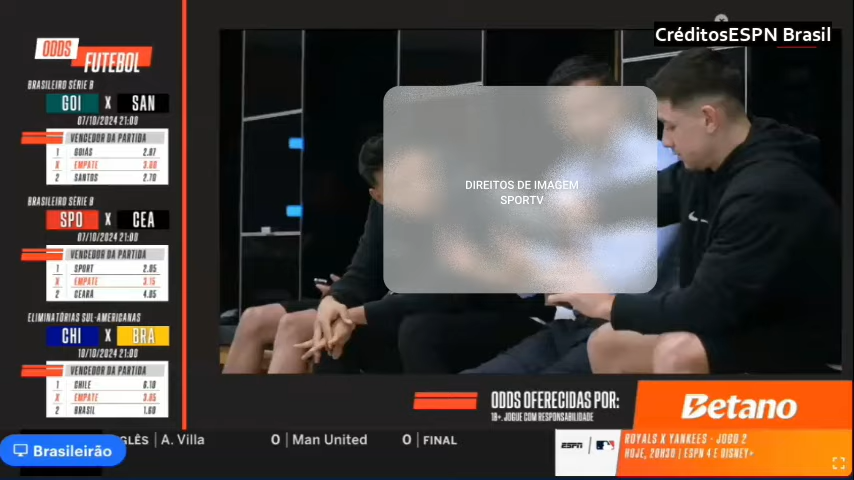 CréditosESPN Brasil
ODDS
FUTEBOL
BRASILEIRO SÉRIE B
GOI X SAN
07/10/2024 21:00
VENCEDOR DA PARTIDA
1 GOIÁS 2.87
X EMPATE 3.00
2 SANTOS 2.70
BRASILEIRO SÉRIE B
SPO X CEA
07/10/2024 21:00
VENCEDOR DA PARTIDA
1 SPORT 2.05
X EMPATE 3.15
2 CEARÁ 4.05
ELIMINATÓRIAS SUL-AMERICANAS
CHI X BRA
10/10/2024 21:00
VENCEDOR DA PARTIDA
1 CHILE 6.10
X EMPATE 3.85
2 BRASIL 1.60
DIREITOS DE IMAGEM
SPORTV
ODDS OFERECIDAS POR:
18+. JOGUE COM RESPONSABILIDADE
Betano
Brasileirão
GLÊS | A. Villa 0 | Man United 0 | FINAL
ESPN
ROYALS X YANKEES - JOGO 2
HOJE, 20H30 | ESPN 4 E DISNEY+